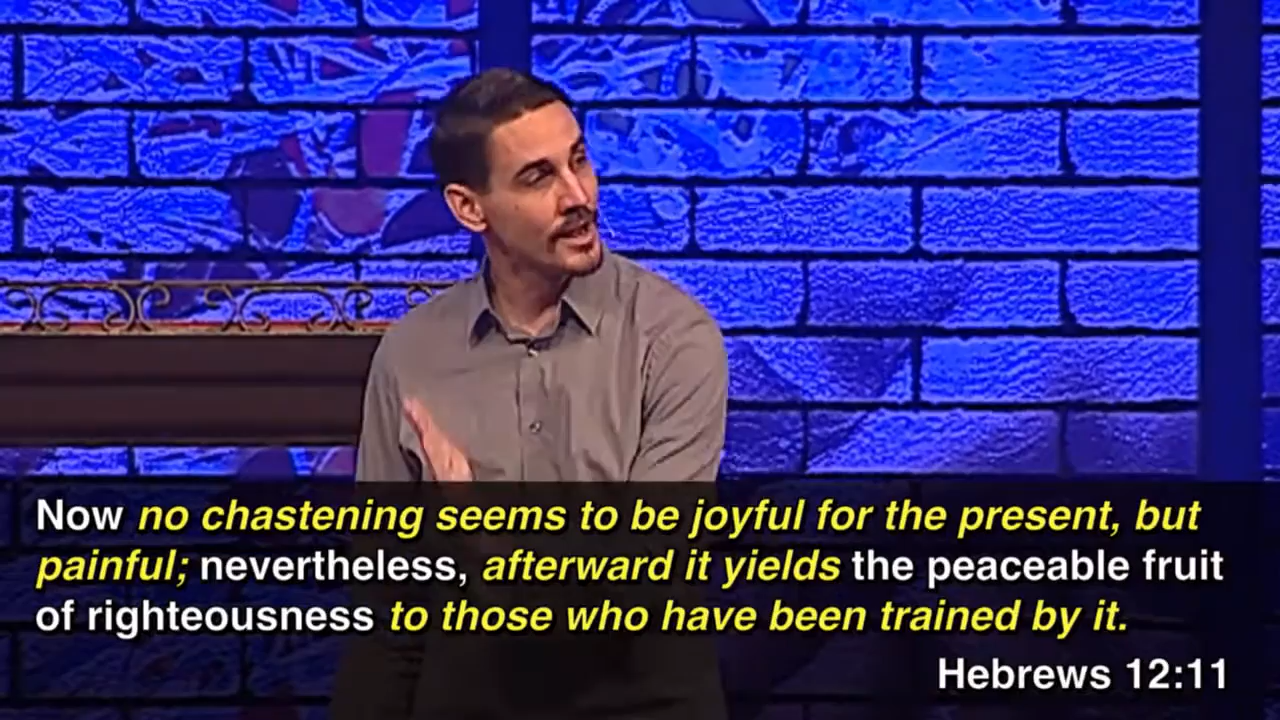 Now no chastening seems to be joyful for the present, but
painful; nevertheless, afterward it yields the peaceable fruit
of righteousness to those who have been trained by it.
Hebrews 12:11